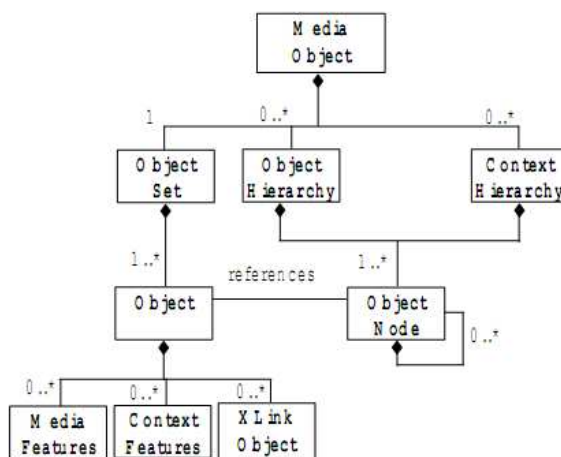 Media
Object
1
0..*
0..*
Object
Set
Object
Hierarchy
Context
Hierarchy
1..*
references
1..*
Object
Object
Node
0..*
0..*
0..*
0..*
Media
Features
Context
Features
XLink
Object